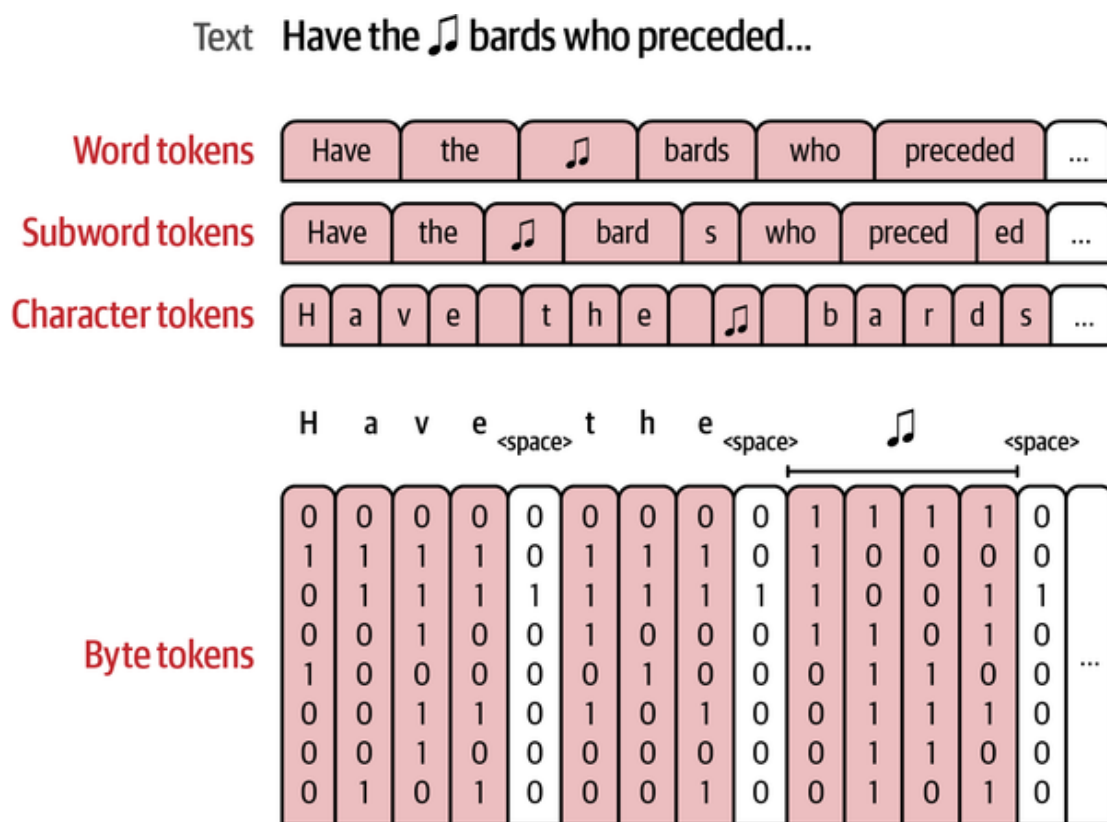 Text Have the ♫ bards who preceded...
Word tokens Have the ♫ bards who preceded ...
Subword tokens Have the ♫ bard s who preced ed ...
Character tokens H a v e t h e ♫ b a r d s ...
H a v e <space> t h e <space> ♫ <space>
0 0 0 0 0 0 0 0 0 1 1 1 1 0
1 1 1 1 0 1 1 1 0 1 0 0 0 0
0 1 1 1 1 1 1 1 1 1 0 0 1 1
0 0 1 0 0 1 0 0 0 1 1 0 1 0
Byte tokens ...
1 0 0 0 0 0 1 0 0 0 1 1 0 0
0 0 1 1 0 1 0 1 0 0 1 1 1 0
0 0 1 0 0 0 0 0 0 0 1 1 0 0
0 1 0 1 0 0 0 1 0 0 1 0 1 0